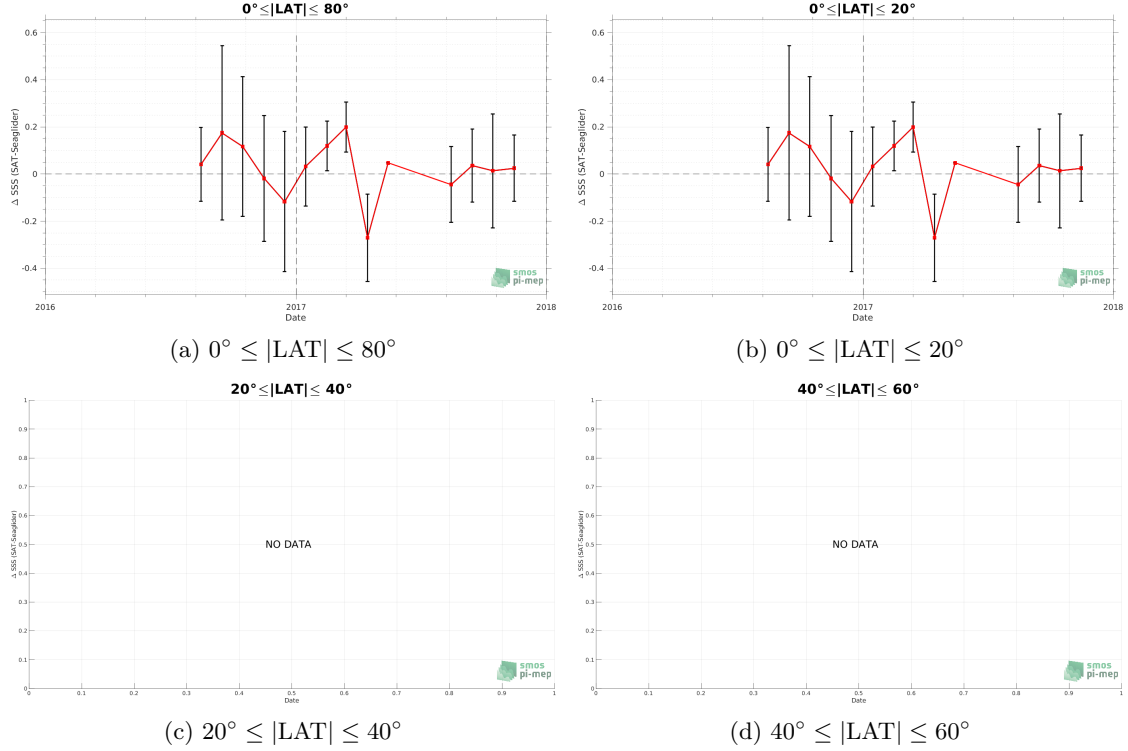 0°≤|LAT|≤ 80°
0.6
0.4
0.2
0
-0.2
-0.4
Δ SSS (SAT-Seaglider)
2016
2017
2018
Date
smos
pi-mep
(a) 0° ≤ |LAT| ≤ 80°
0°≤|LAT|≤ 20°
0.6
0.4
0.2
0
-0.2
-0.4
Δ SSS (SAT-Seaglider)
2016
2017
2018
Date
smos
pi-mep
(b) 0° ≤ |LAT| ≤ 20°
20°≤|LAT|≤ 40°
1
0.9
0.8
0.7
0.6
0.5
0.4
0.3
0.2
0.1
0
Δ SSS (SAT-Seaglider)
NO DATA
0
0.1
0.2
0.3
0.4
0.5
0.6
0.7
0.8
0.9
1
Date
smos
pi-mep
(c) 20° ≤ |LAT| ≤ 40°
40°≤|LAT|≤ 60°
1
0.9
0.8
0.7
0.6
0.5
0.4
0.3
0.2
0.1
0
Δ SSS (SAT-Seaglider)
NO DATA
0
0.1
0.2
0.3
0.4
0.5
0.6
0.7
0.8
0.9
1
Date
smos
pi-mep
(d) 40° ≤ |LAT| ≤ 60°